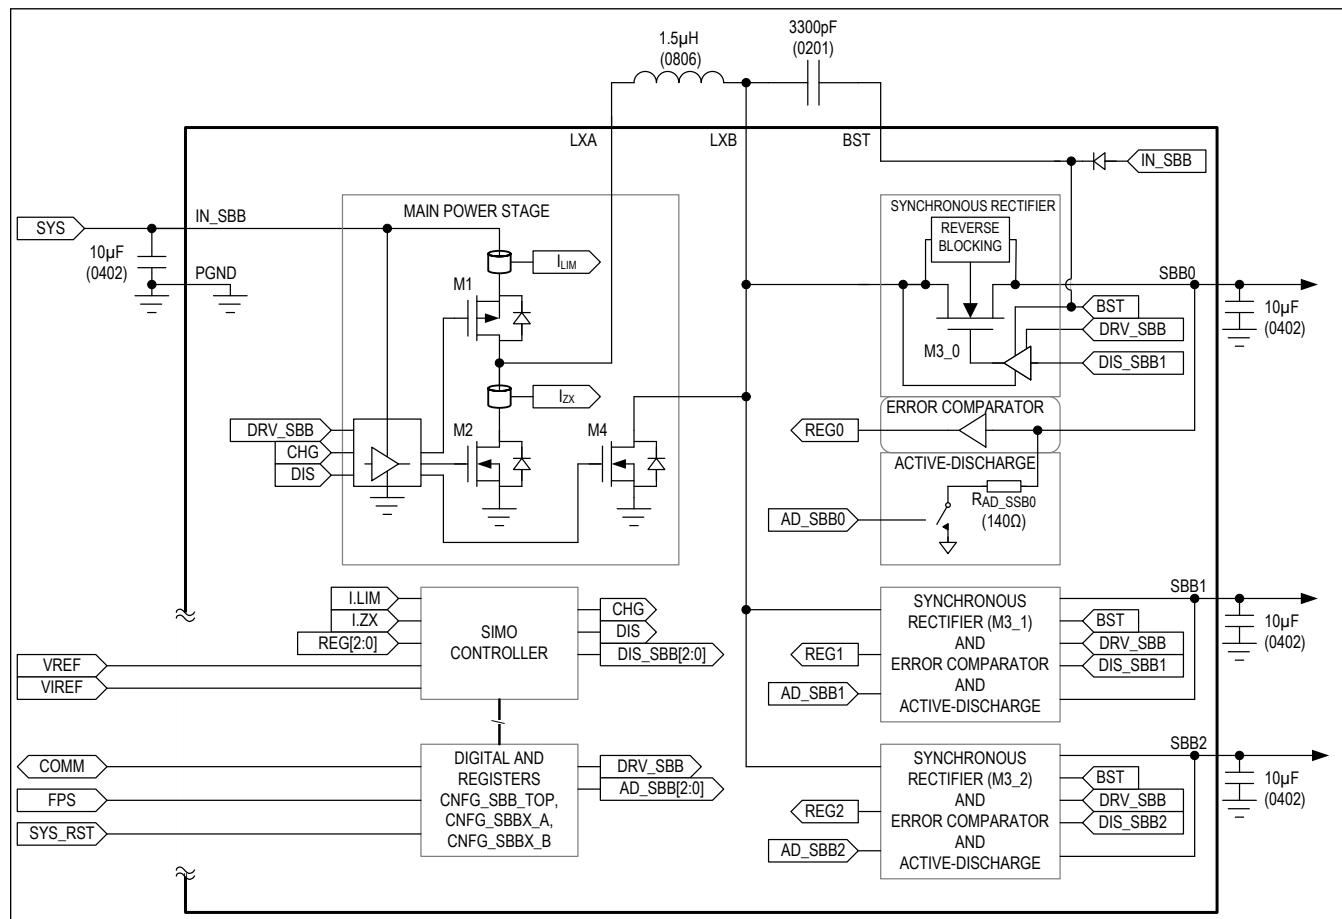 1.5µH
(0806)
3300pF
(0201)
LXA
LXB
BST
IN_SBB
SYS
IN_SBB
10µF
(0402)
PGND
MAIN POWER STAGE
ILIM
M1
IZX
DRV_SBB
CHG
DIS
M2
M4
SYNCHRONOUS RECTIFIER
REVERSE
BLOCKING
SBB0
BST
DRV_SBB
M3_0
DIS_SBB1
10µF
(0402)
ERROR COMPARATOR
REG0
ACTIVE-DISCHARGE
RAD_SSB0
(140Ω)
AD_SBB0
I.LIM
I.ZX
REG[2:0]
VREF
VIREF
SIMO
CONTROLLER
CHG
DIS
DIS_SBB[2:0]
SBB1
SYNCHRONOUS
RECTIFIER (M3_1)
AND
ERROR COMPARATOR
AND
ACTIVE-DISCHARGE
REG1
AD_SBB1
BST
DRV_SBB
DIS_SBB1
10µF
(0402)
COMM
FPS
SYS_RST
DIGITAL AND
REGISTERS
CNFG_SBB_TOP,
CNFG_SBBX_A,
CNFG_SBBX_B
DRV_SBB
AD_SBB[2:0]
SBB2
SYNCHRONOUS
RECTIFIER (M3_2)
AND
ERROR COMPARATOR
AND
ACTIVE-DISCHARGE
REG2
AD_SBB2
BST
DRV_SBB
DIS_SBB2
10µF
(0402)